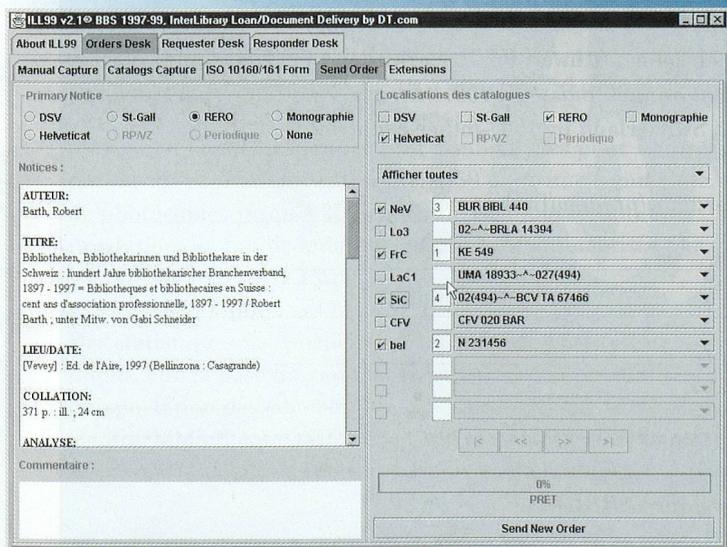 ILL99 v2.1® BBS 1997-99, InterLibrary Loan/Document Delivery by DT.com
About ILL99 Orders Desk Requester Desk Responder Desk
Manual Capture Catalogs Capture ISO 10160/161 Form Send Order Extensions
Primary Notice
DSV St-Gall RERO Monographie
Helveticat RP/VZ Periodique None
Notices :
AUTEUR:
Barth, Robert
TITRE:
Bibliotheken, Bibliothekarinnen und Bibliothekare in der
Schweiz : hundert Jahre bibliothekarischer Branchenverband,
1897 - 1997 = Bibliotheques et bibliothecaires en Suisse :
cent ans d'association professionnelle, 1897 - 1997 / Robert
Barth ; unter Mitw. von Gabi Schneider
LIEU/DATE:
[Vevey] : Ed. de l'Aire, 1997 (Bellinzona : Casagrande)
COLLATION:
371 p. : ill. ; 24 cm
ANALYSE:
Commentaire :
Localisations des catalogues
DSV St-Gall RERO Monographie
Helveticat RP/VZ Periodique
Afficher toutes
NeV 3 BUR BIBL 440
Lo3 02~^~BRLA 14394
FrC 1 KE 549
LaC1 UMA 18933~^~027(494)
SiC 4 02(494)~^~BCV TA 67466
CFV CFV 020 BAR
bel 2 N 231456
|< << >> >|
0%
PRET
Send New Order